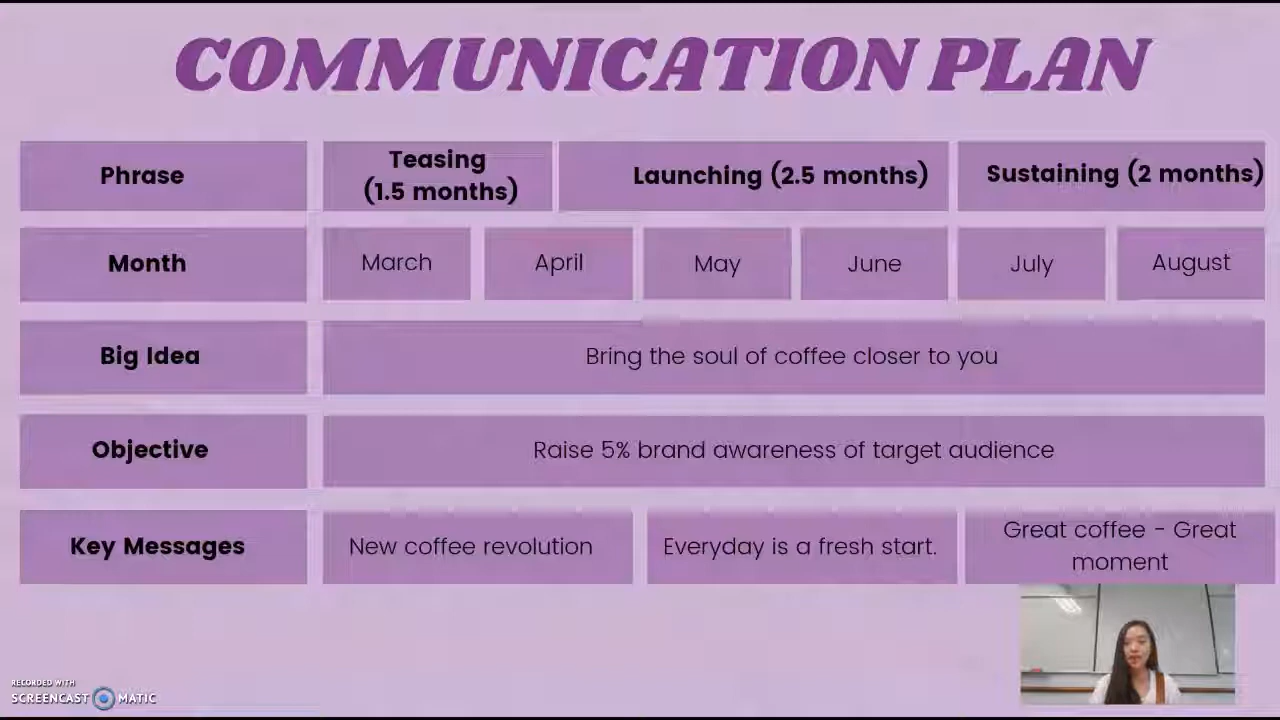 COMMUNICATION PLAN
Phrase
Teasing
(1.5 months)
Launching (2.5 months)
Sustaining (2 months)
Month
March
April
May
June
July
August
Big Idea
Bring the soul of coffee closer to you
Objective
Raise 5% brand awareness of target audience
Key Messages
New coffee revolution
Everyday is a fresh start.
Great coffee - Great
moment
RECORDED WITH
SCREENCAST MATIC